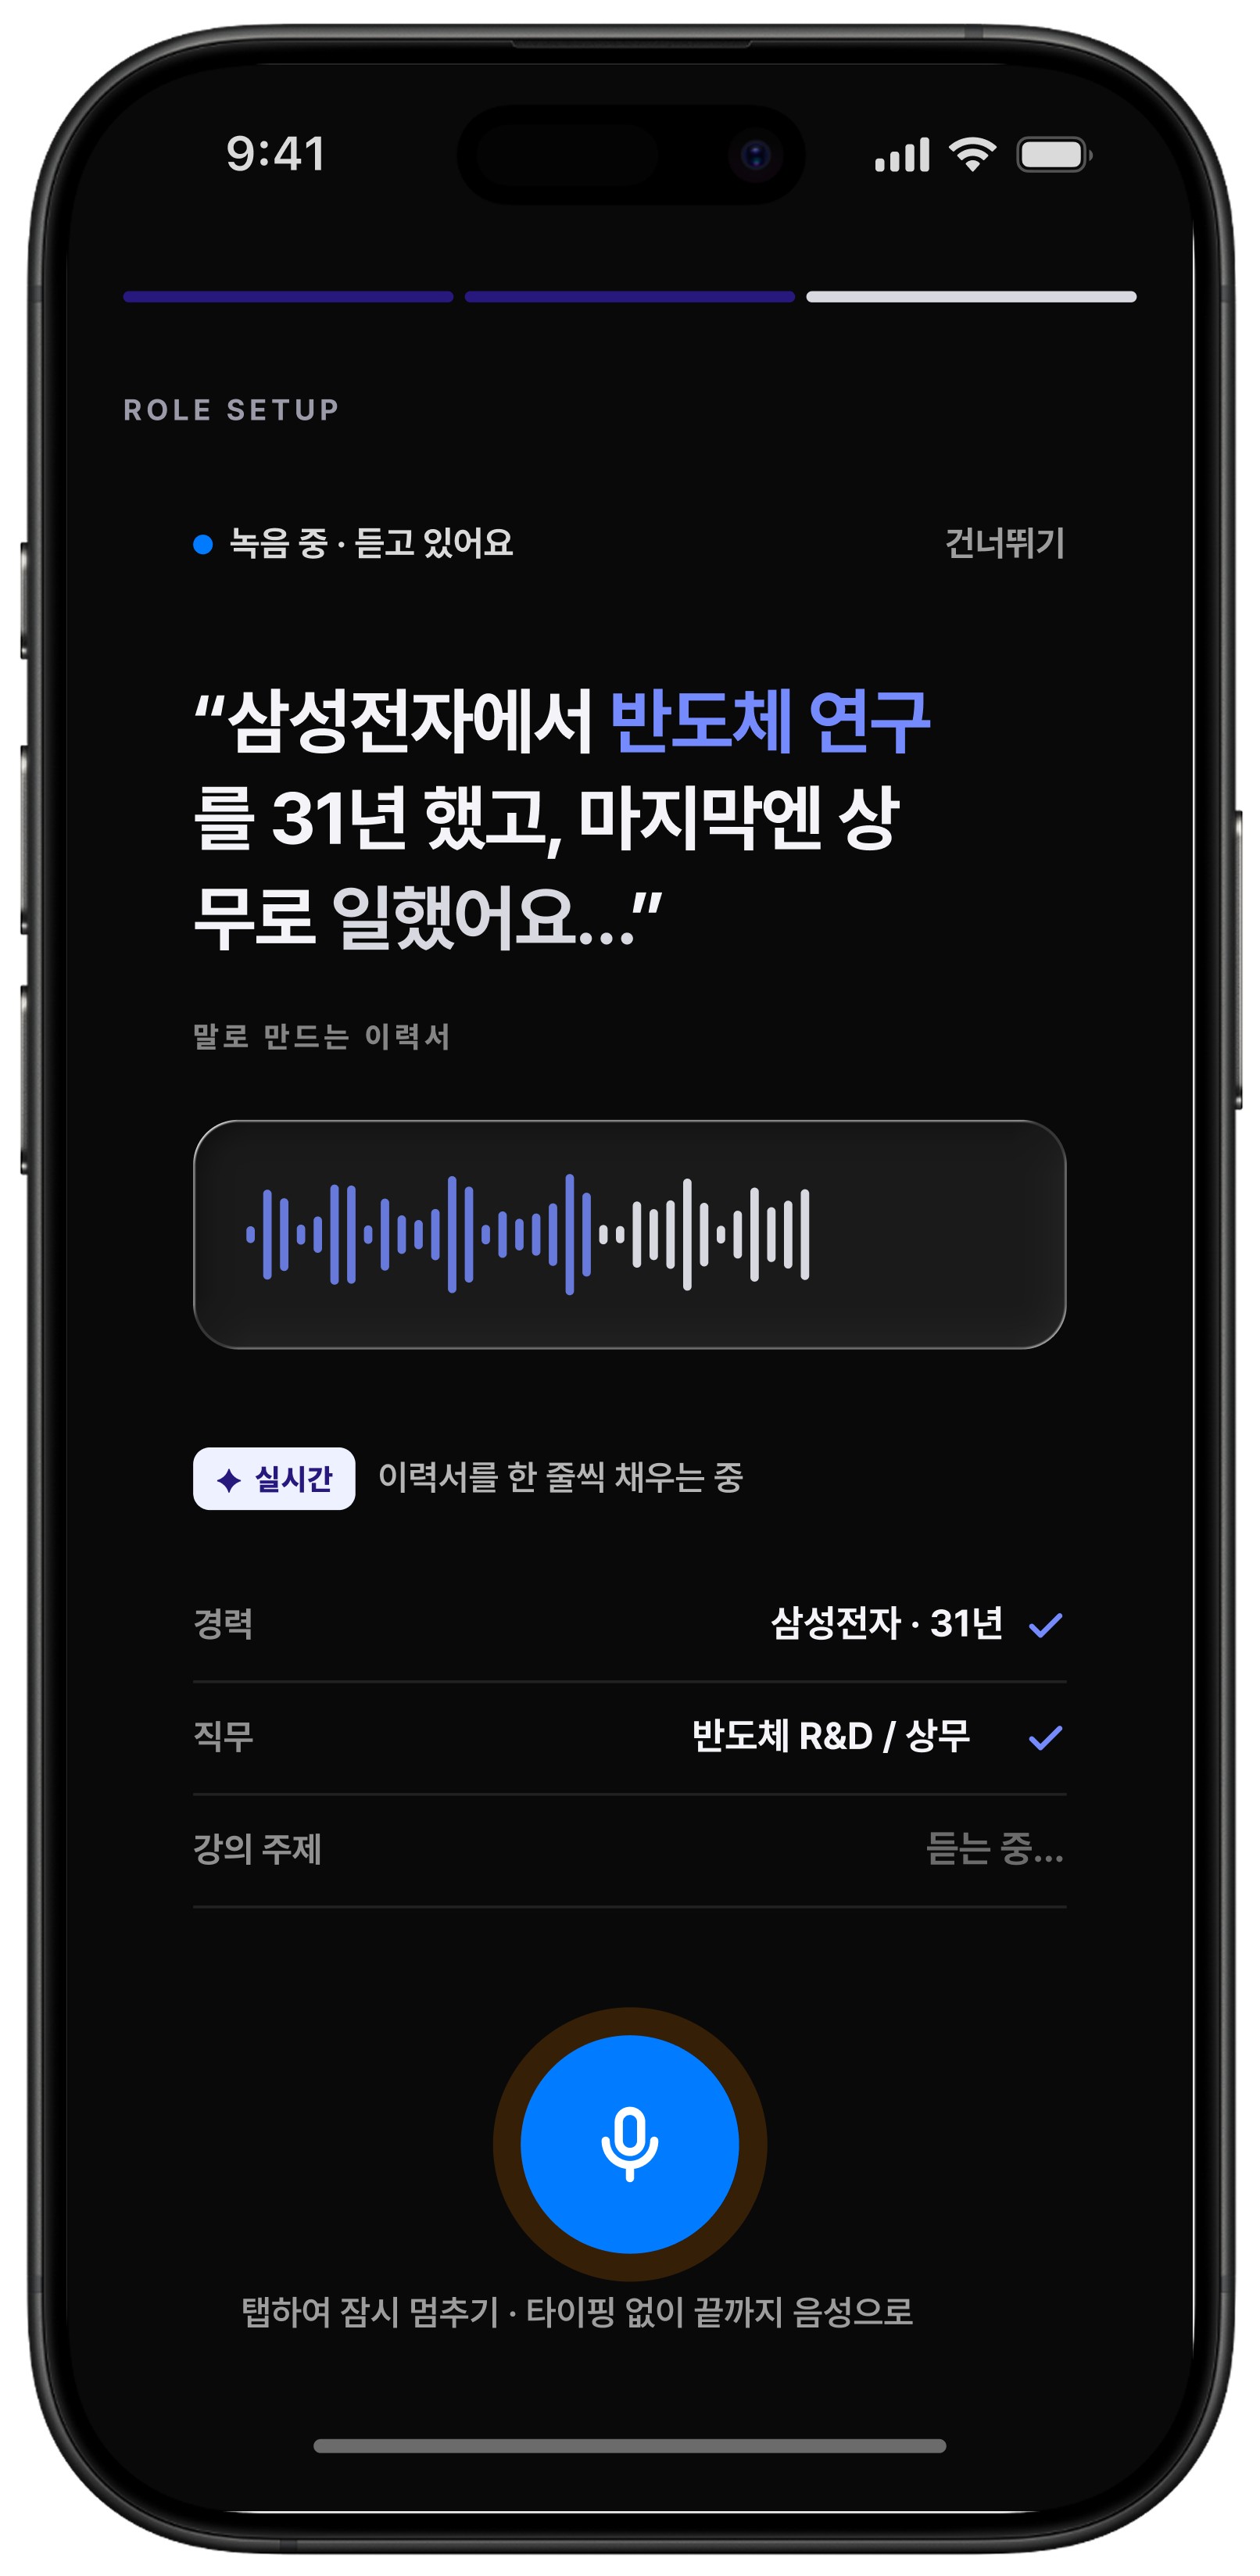 9:41
ROLE SETUP
녹음 중 · 듣고 있어요
건너뛰기
“삼성전자에서 반도체 연구
를 31년 했고, 마지막엔 상
무로 일했어요...”
말로 만드는 이력서
실시간
이력서를 한 줄씩 채우는 중
경력
삼성전자 · 31년
직무
반도체 R&D / 상무
강의 주제
듣는 중...
탭하여 잠시 멈추기 · 타이핑 없이 끝까지 음성으로